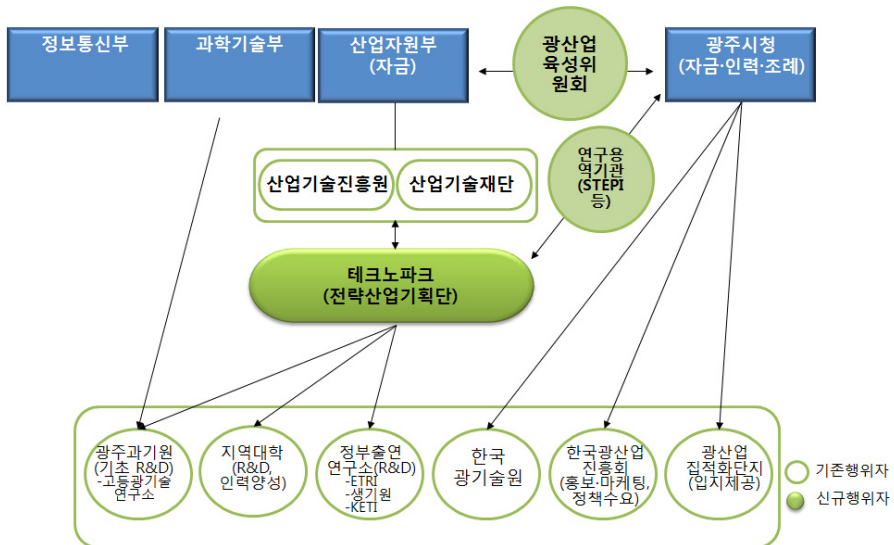 정보통신부
과학기술부
산업자원부
(자금)
광산업
육성위
원회
광주시청
(자금·인력·조례)
연구용
역기관
(STEPI
등)
산업기술진흥원
산업기술재단
테크노파크
(전략산업기획단)
광주과기원
(기초 R&D)
-고등광기술
연구소
지역대학
(R&D,
인력양성)
정부출연
연구소(R&D)
-ETRI
-생기원
-KETI
한국
광기술원
한국광산업
진흥회
(홍보·마케팅,
정책수요)
광산업
집적화단지
(입지제공)
기존행위자
신규행위자